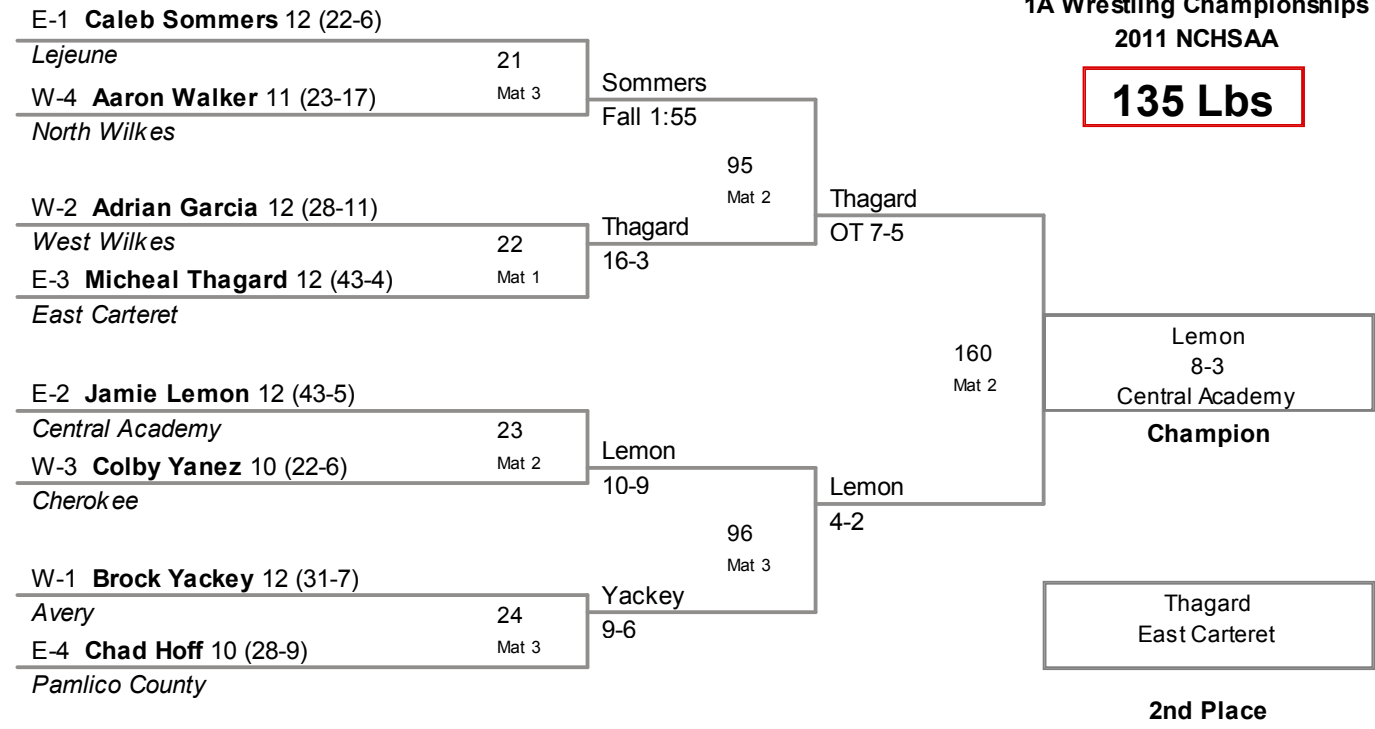 1A Wrestling Championships
2011 NCHSAA
135 Lbs
E-1 Caleb Sommers 12 (22-6)
Lejeune
21
Mat 3
W-4 Aaron Walker 11 (23-17)
North Wilkes
Sommers
Fall 1:55
95
Mat 2
W-2 Adrian Garcia 12 (28-11)
West Wilkes
22
Mat 1
E-3 Micheal Thagard 12 (43-4)
East Carteret
Thagard
16-3
Thagard
OT 7-5
160
Mat 2
E-2 Jamie Lemon 12 (43-5)
Central Academy
23
Mat 2
W-3 Colby Yanez 10 (22-6)
Cherokee
Lemon
10-9
96
Mat 3
Lemon
4-2
W-1 Brock Yackey 12 (31-7)
Avery
24
Mat 3
E-4 Chad Hoff 10 (28-9)
Pamlico County
Yackey
9-6
Lemon
8-3
Central Academy
Champion
Thagard
East Carteret
2nd Place